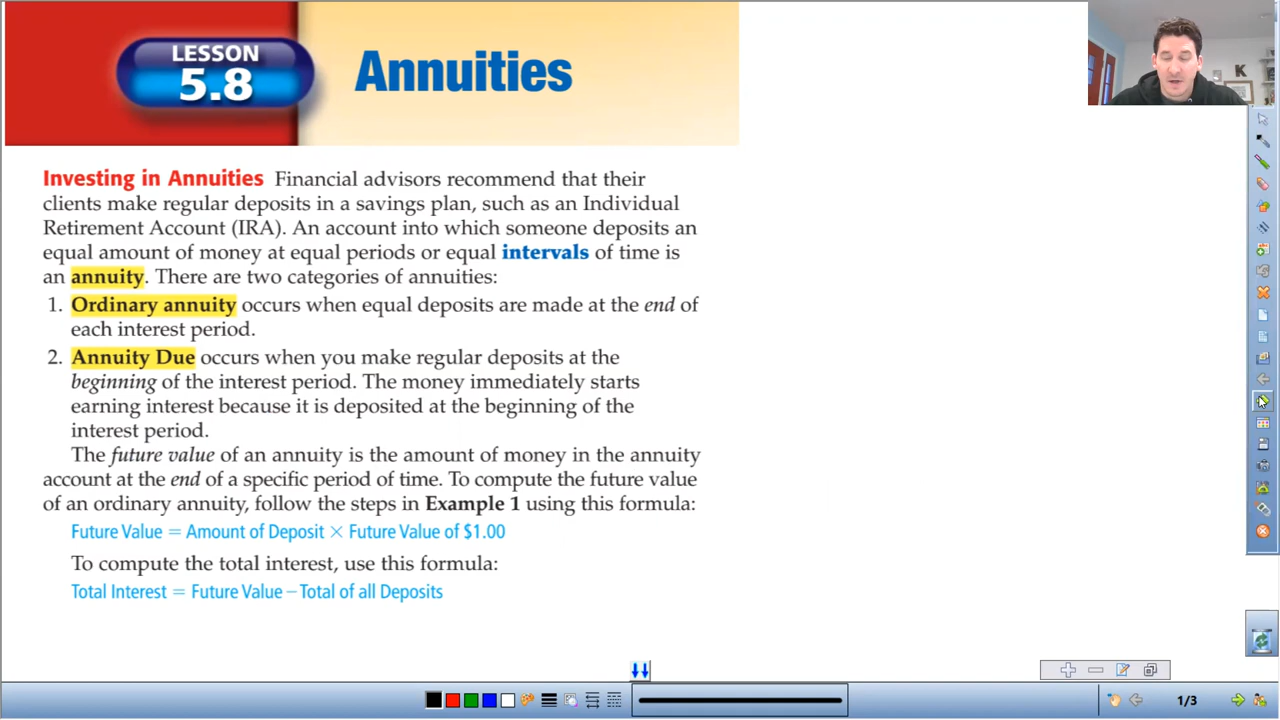 LESSON
5.8
Annuities
K
Investing in Annuities Financial advisors recommend that their
clients make regular deposits in a savings plan, such as an Individual
Retirement Account (IRA). An account into which someone deposits an
equal amount of money at equal periods or equal intervals of time is
an annuity. There are two categories of annuities:
1. Ordinary annuity occurs when equal deposits are made at the end of
each interest period.
2. Annuity Due occurs when you make regular deposits at the
beginning of the interest period. The money immediately starts
earning interest because it is deposited at the beginning of the
interest period.
The future value of an annuity is the amount of money in the annuity
account at the end of a specific period of time. To compute the future value
of an ordinary annuity, follow the steps in Example 1 using this formula:
Future Value = Amount of Deposit × Future Value of $1.00
To compute the total interest, use this formula:
Total Interest = Future Value – Total of all Deposits
1/3